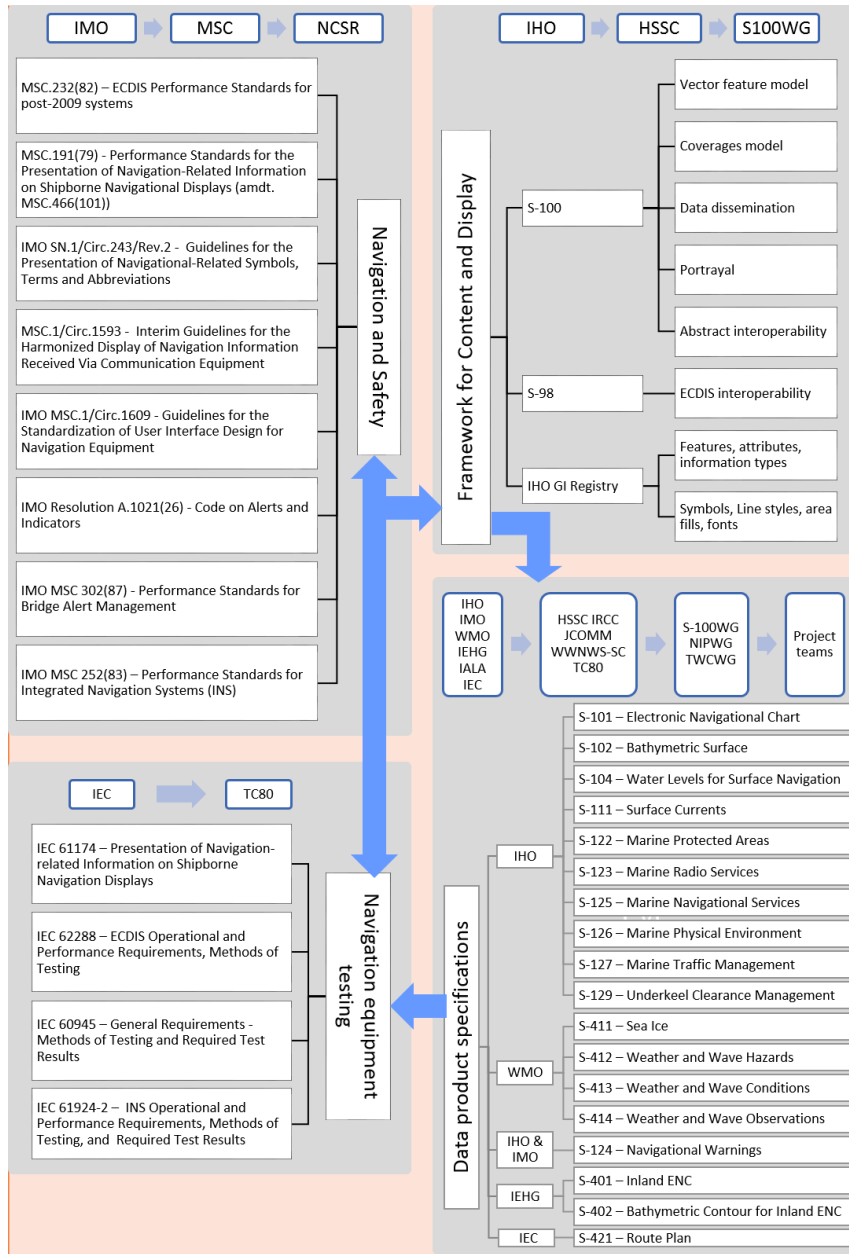 IMO
MSC
NCSR
MSC.232(82) – ECDIS Performance Standards for
post-2009 systems
MSC.191(79) - Performance Standards for the
Presentation of Navigation-Related Information
on Shipborne Navigational Displays (amdt.
MSC.466(101))
IMO SN.1/Circ.243/Rev.2 - Guidelines for the
Presentation of Navigational-Related Symbols,
Terms and Abbreviations
MSC.1/Circ.1593 - Interim Guidelines for the
Harmonized Display of Navigation Information
Received Via Communication Equipment
IMO MSC.1/Circ.1609 - Guidelines for the
Standardization of User Interface Design for
Navigation Equipment
IMO Resolution A.1021(26) - Code on Alerts and
Indicators
IMO MSC 302(87) - Performance Standards for
Bridge Alert Management
IMO MSC 252(83) – Performance Standards for
Integrated Navigation Systems (INS)
Navigation and Safety
IHO
HSSC
S100WG
Framework for Content and Display
S-100
Vector feature model
Coverages model
Data dissemination
Portrayal
Abstract interoperability
S-98
ECDIS interoperability
IHO GI Registry
Features, attributes,
information types
Symbols, Line styles, area
fills, fonts
IEC
TC80
IEC 61174 – Presentation of Navigation-
related Information on Shipborne
Navigation Displays
IEC 62288 – ECDIS Operational and
Performance Requirements, Methods of
Testing
IEC 60945 – General Requirements -
Methods of Testing and Required Test
Results
IEC 61924-2 – INS Operational and
Performance Requirements, Methods of
Testing, and Required Test Results
Navigation equipment
testing
IHO
IMO
WMO
IEHG
IALA
IEC
HSSC IRCC
JCOMM
WWNWS-SC
TC80
S-100WG
NIPWG
TWCWG
Project
teams
Data product specifications
IHO
S-101 – Electronic Navigational Chart
S-102 – Bathymetric Surface
S-104 – Water Levels for Surface Navigation
S-111 – Surface Currents
S-122 – Marine Protected Areas
S-123 – Marine Radio Services
S-125 – Marine Navigational Services
S-126 – Marine Physical Environment
S-127 – Marine Traffic Management
S-129 – Underkeel Clearance Management
WMO
S-411 – Sea Ice
S-412 – Weather and Wave Hazards
S-413 – Weather and Wave Conditions
S-414 – Weather and Wave Observations
IHO &
IMO
S-124 – Navigational Warnings
IEHG
S-401 – Inland ENC
S-402 – Bathymetric Contour for Inland ENC
IEC
S-421 – Route Plan